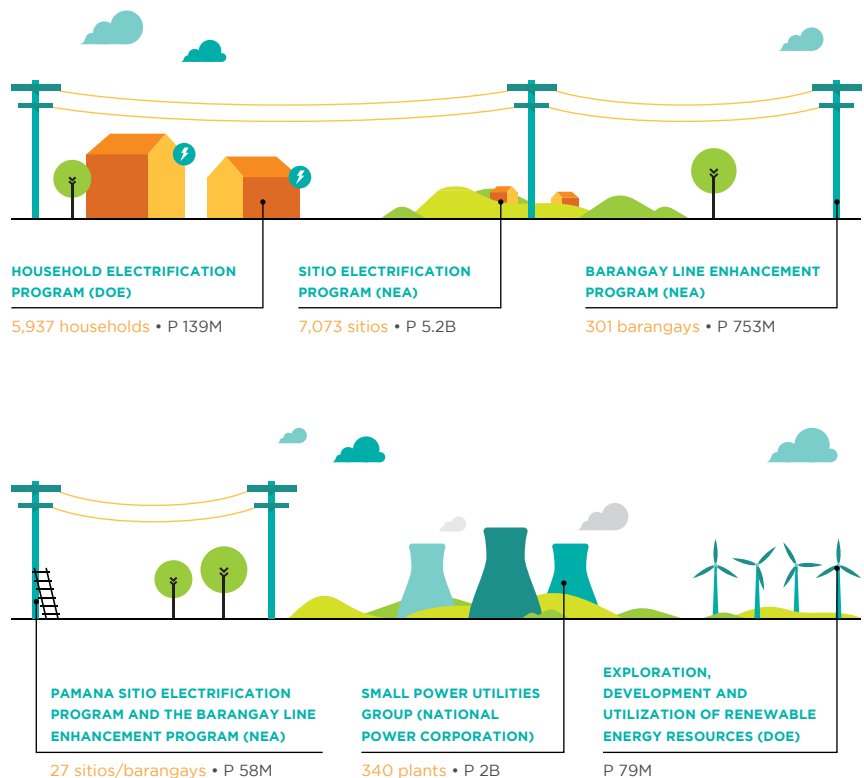 HOUSEHOLD ELECTRIFICATION
PROGRAM (DOE)
5,937 households • P 139M
SITIO ELECTRIFICATION
PROGRAM (NEA)
7,073 sitios • P 5.2B
BARANGAY LINE ENHANCEMENT
PROGRAM (NEA)
301 barangays • P 753M
PAMANA SITIO ELECTRIFICATION
PROGRAM AND THE BARANGAY LINE
ENHANCEMENT PROGRAM (NEA)
27 sitios/barangays • P 58M
SMALL POWER UTILITIES
GROUP (NATIONAL
POWER CORPORATION)
340 plants • P 2B
EXPLORATION,
DEVELOPMENT AND
UTILIZATION OF RENEWABLE
ENERGY RESOURCES (DOE)
P 79M